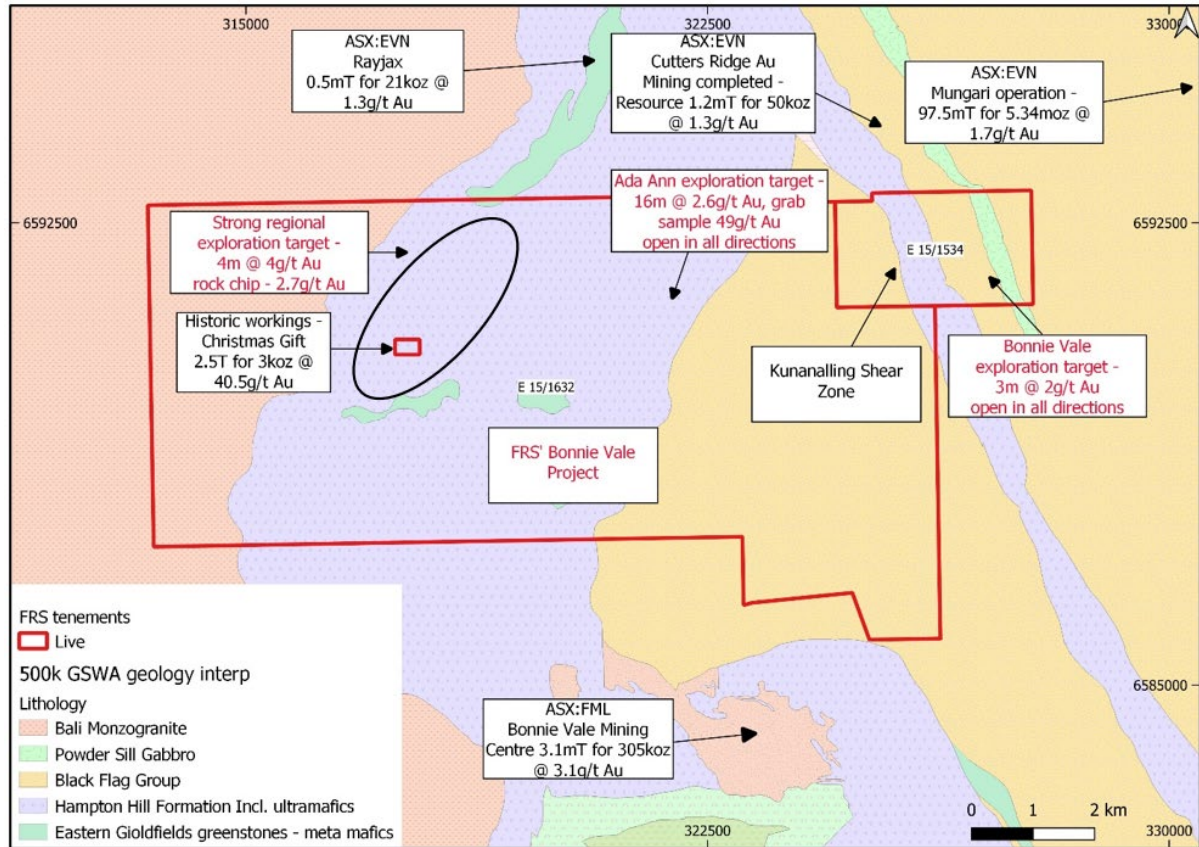 315000
322500
330000
ASX:EVN
Rayjax
0.5mT for 21koz @
1.3g/t Au
ASX:EVN
Cutters Ridge Au
Mining completed -
Resource 1.2mT for 50koz
@ 1.3g/t Au
ASX:EVN
Mungari operation -
97.5mT for 5.34moz @
1.7g/t Au
6592500
6592500
Strong regional
exploration target -
4m @ 4g/t Au
rock chip - 2.7g/t Au
Ada Ann exploration target -
16m @ 2.6g/t Au, grab
sample 49g/t Au
open in all directions
E 15/1534
Historic workings -
Christmas Gift
2.5T for 3koz @
40.5g/t Au
Kunanalling Shear
Zone
Bonnie Vale
exploration target -
3m @ 2g/t Au
open in all directions
E 15/1632
FRS' Bonnie Vale
Project
FRS tenements
Live
500k GSWA geology interp
Lithology
Bali Monzogranite
Powder Sill Gabbro
Black Flag Group
Hampton Hill Formation Incl. ultramafics
Eastern Gioldfields greenstones - meta mafics
ASX:FML
Bonnie Vale Mining
Centre 3.1mT for 305koz
@ 3.1g/t Au
6585000
0 1 2 km
322500
330000